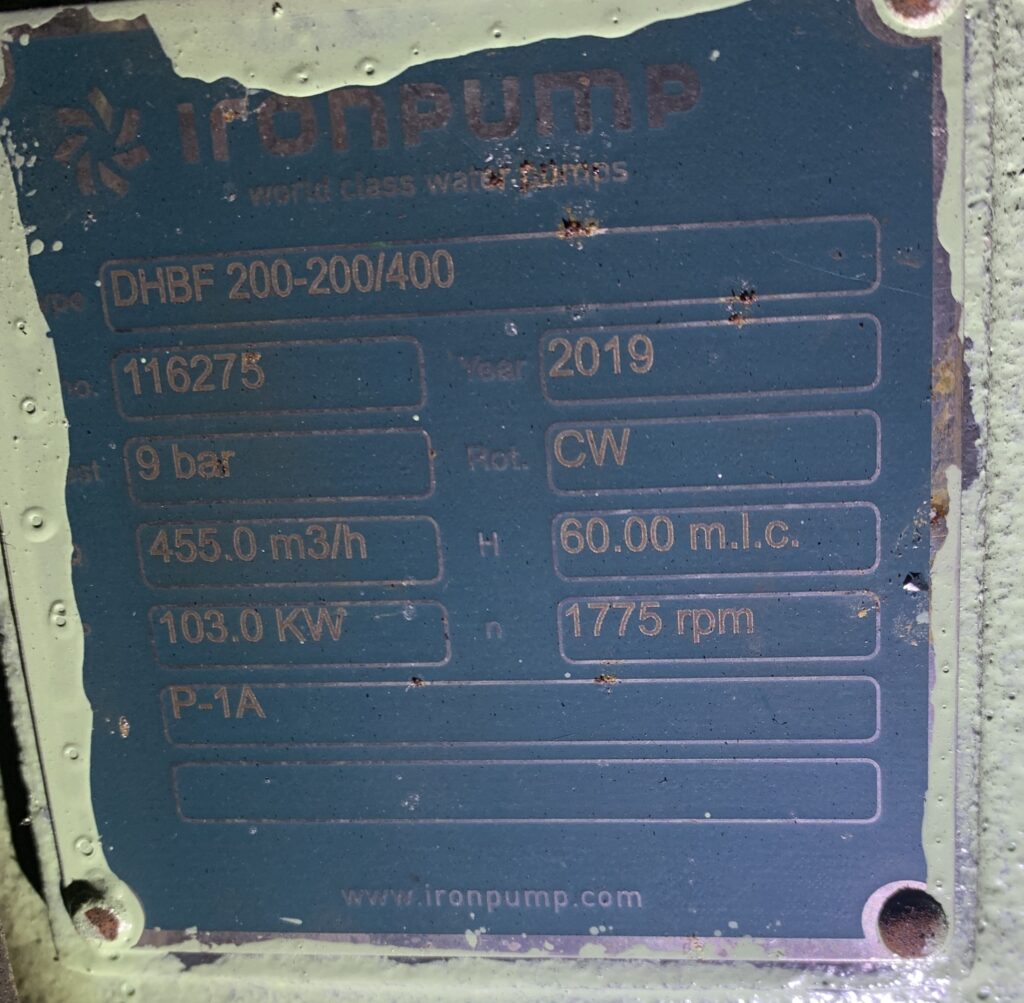 IRONPUMP
world class water pumps
DHBF 200-200/400
116275 Year 2019
9 bar Rot. CW
455.0 m3/h H 60.00 m.l.c.
103.0 KW n 1775 rpm
P-1A
www.ironpump.com